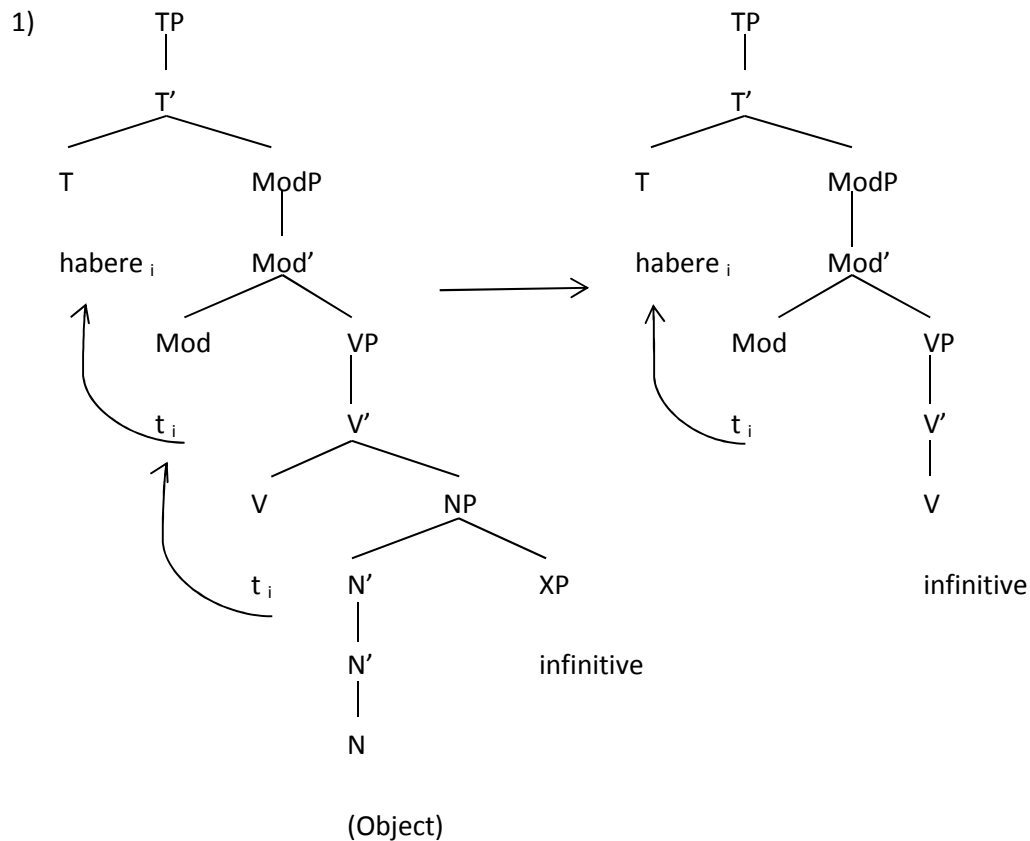 1) TP TP
T’ T’
T ModP T ModP
habere i Mod’ habere i Mod’
Mod VP Mod VP
t i V’ t i V’
V NP V
t i N’ XP infinitive
N’ infinitive
N
(Object)